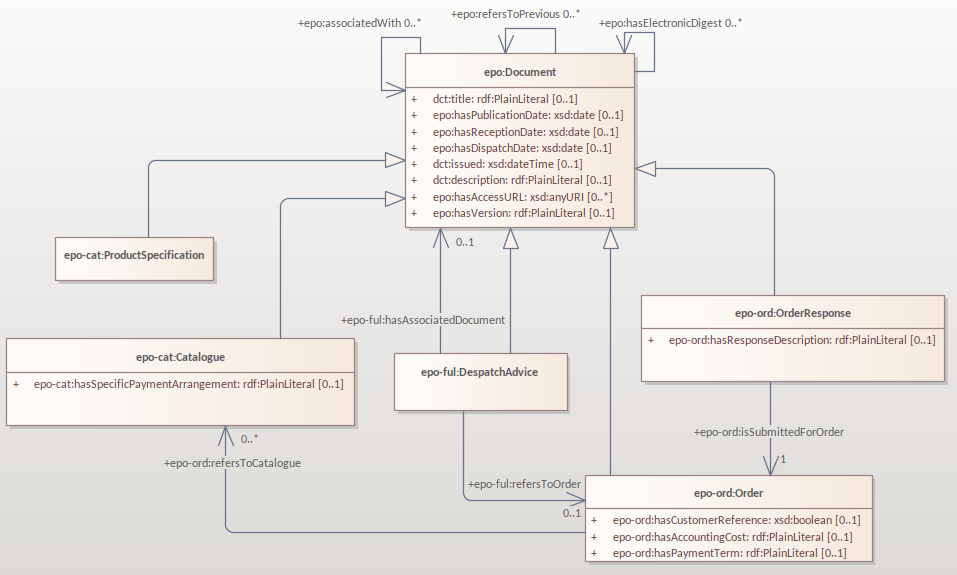 +epo:associatedWith 0..*
+epo:refersToPrevious 0..*
+epo:hasElectronicDigest 0..*
epo:Document
+ dct:title: rdf:PlainLiteral [0..1]
+ epo:hasPublicationDate: xsd:date [0..1]
+ epo:hasReceptionDate: xsd:date [0..1]
+ epo:hasDispatchDate: xsd:date [0..1]
+ dct:issued: xsd:dateTime [0..1]
+ dct:description: rdf:PlainLiteral [0..1]
+ epo:hasAccessURL: xsd:anyURI [0..*]
+ epo:hasVersion: rdf:PlainLiteral [0..1]
epo-cat:ProductSpecification
0..1
+epo-ful:hasAssociatedDocument
epo-ord:OrderResponse
+ epo-ord:hasResponseDescription: rdf:PlainLiteral [0..1]
epo-cat:Catalogue
+ epo-cat:hasSpecificPaymentArrangement: rdf:PlainLiteral [0..1]
epo-ful:DespatchAdvice
0..*
+epo-ord:refersToCatalogue
+epo-ord:isSubmittedForOrder
1
+epo-ful:refersToOrder
0..1
epo-ord:Order
+ epo-ord:hasCustomerReference: xsd:boolean [0..1]
+ epo-ord:hasAccountingCost: rdf:PlainLiteral [0..1]
+ epo-ord:hasPaymentTerm: rdf:PlainLiteral [0..1]